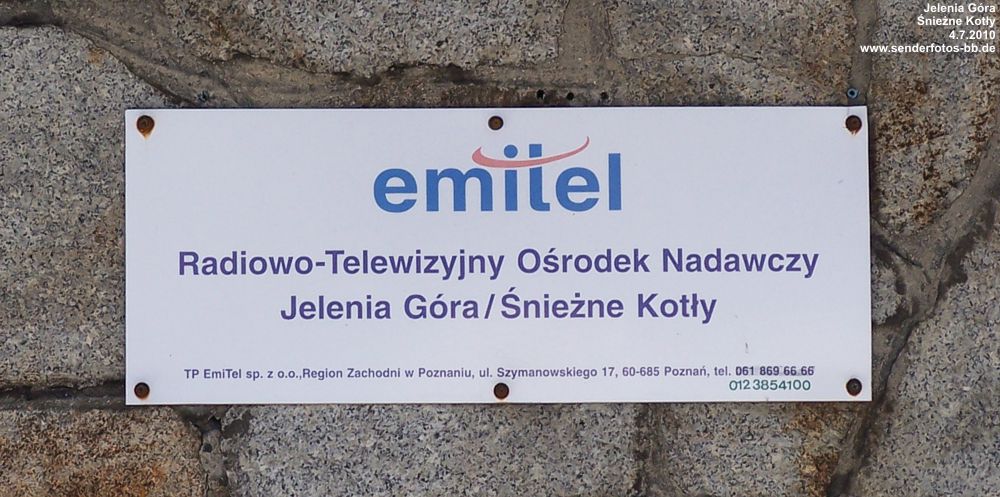 Jelenia Góra
Śnieżne Kotły
4.7.2010
www.senderfotos-bb.de
emitel
Radiowo-Telewizyjny Ośrodek Nadawczy
Jelenia Góra/Śnieżne Kotły
TP EmiTel sp. z o.o.,Region Zachodni w Poznaniu, ul. Szymanowskiego 17, 60-685 Poznań, tel. 061 869 66 66
012 3854100